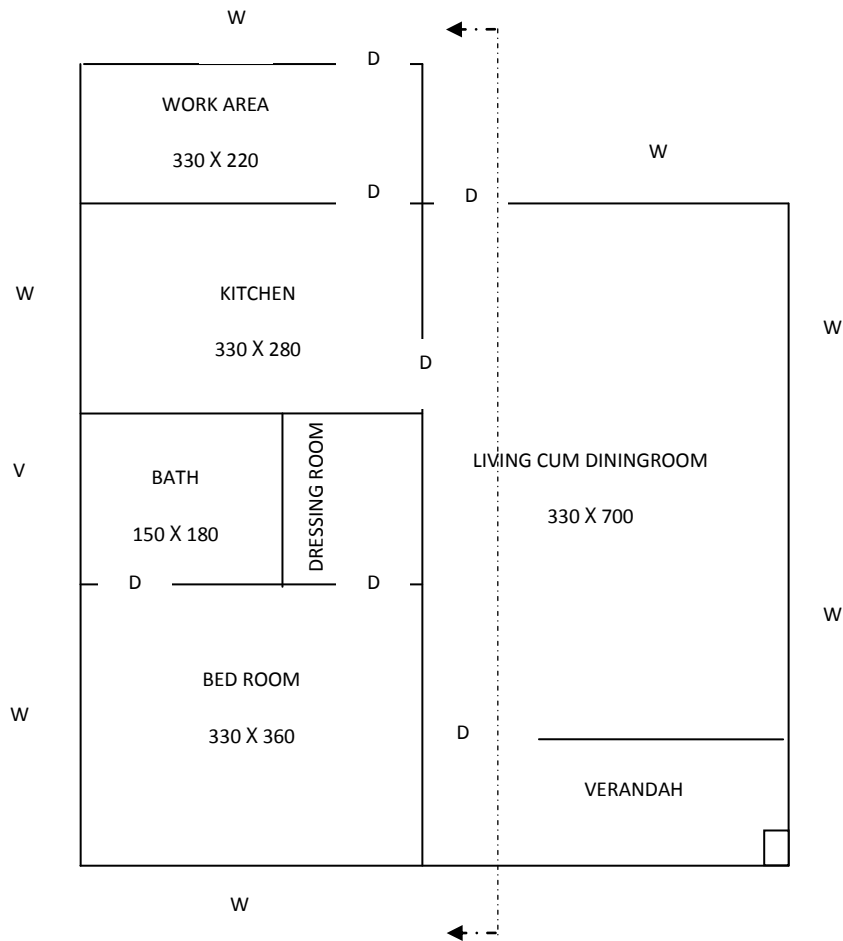 W
D
WORK AREA
330 X 220
W
D
D
W
KITCHEN
330 X 280
W
D
V
BATH
150 X 180
DRESSING ROOM
LIVING CUM DININGROOM
330 X 700
D
D
W
BED ROOM
330 X 360
W
D
VERANDAH
W